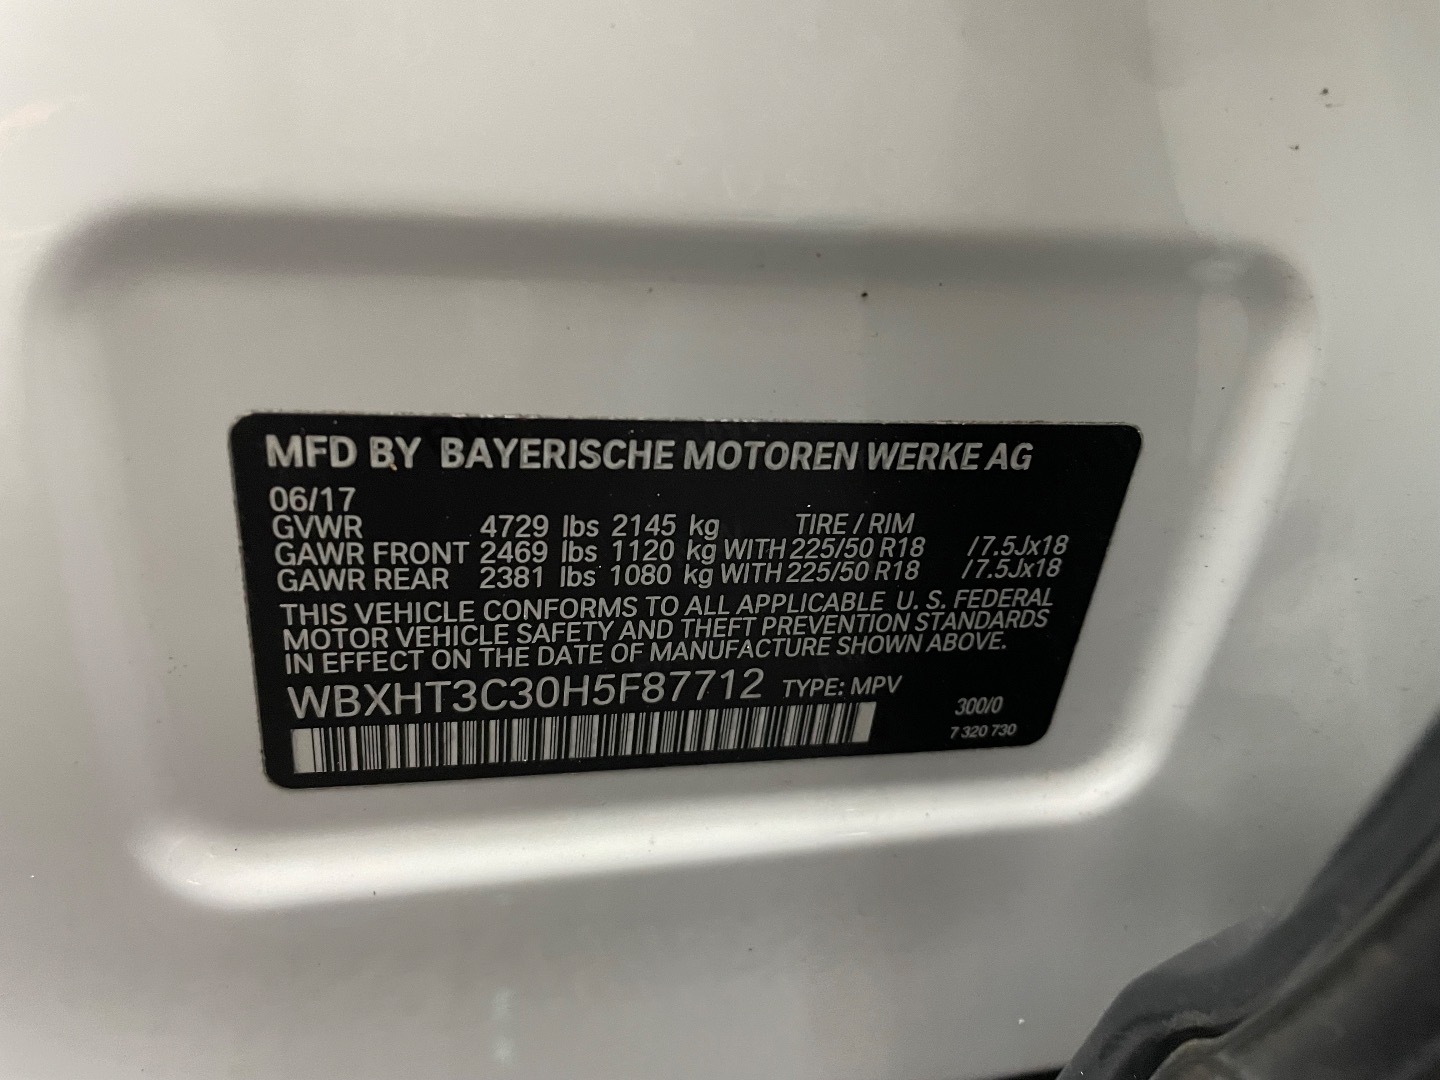 MFD BY BAYERISCHE MOTOREN WERKE AG
06/17
GVWR 4729 lbs 2145 kg TIRE / RIM
GAWR FRONT 2469 lbs 1120 kg WITH 225/50 R18 /7.5Jx18
GAWR REAR 2381 lbs 1080 kg WITH 225/50 R18 /7.5Jx18
THIS VEHICLE CONFORMS TO ALL APPLICABLE U. S. FEDERAL
MOTOR VEHICLE SAFETY AND THEFT PREVENTION STANDARDS
IN EFFECT ON THE DATE OF MANUFACTURE SHOWN ABOVE.
WBXHT3C30H5F87712 TYPE: MPV
300/0
7 320 730